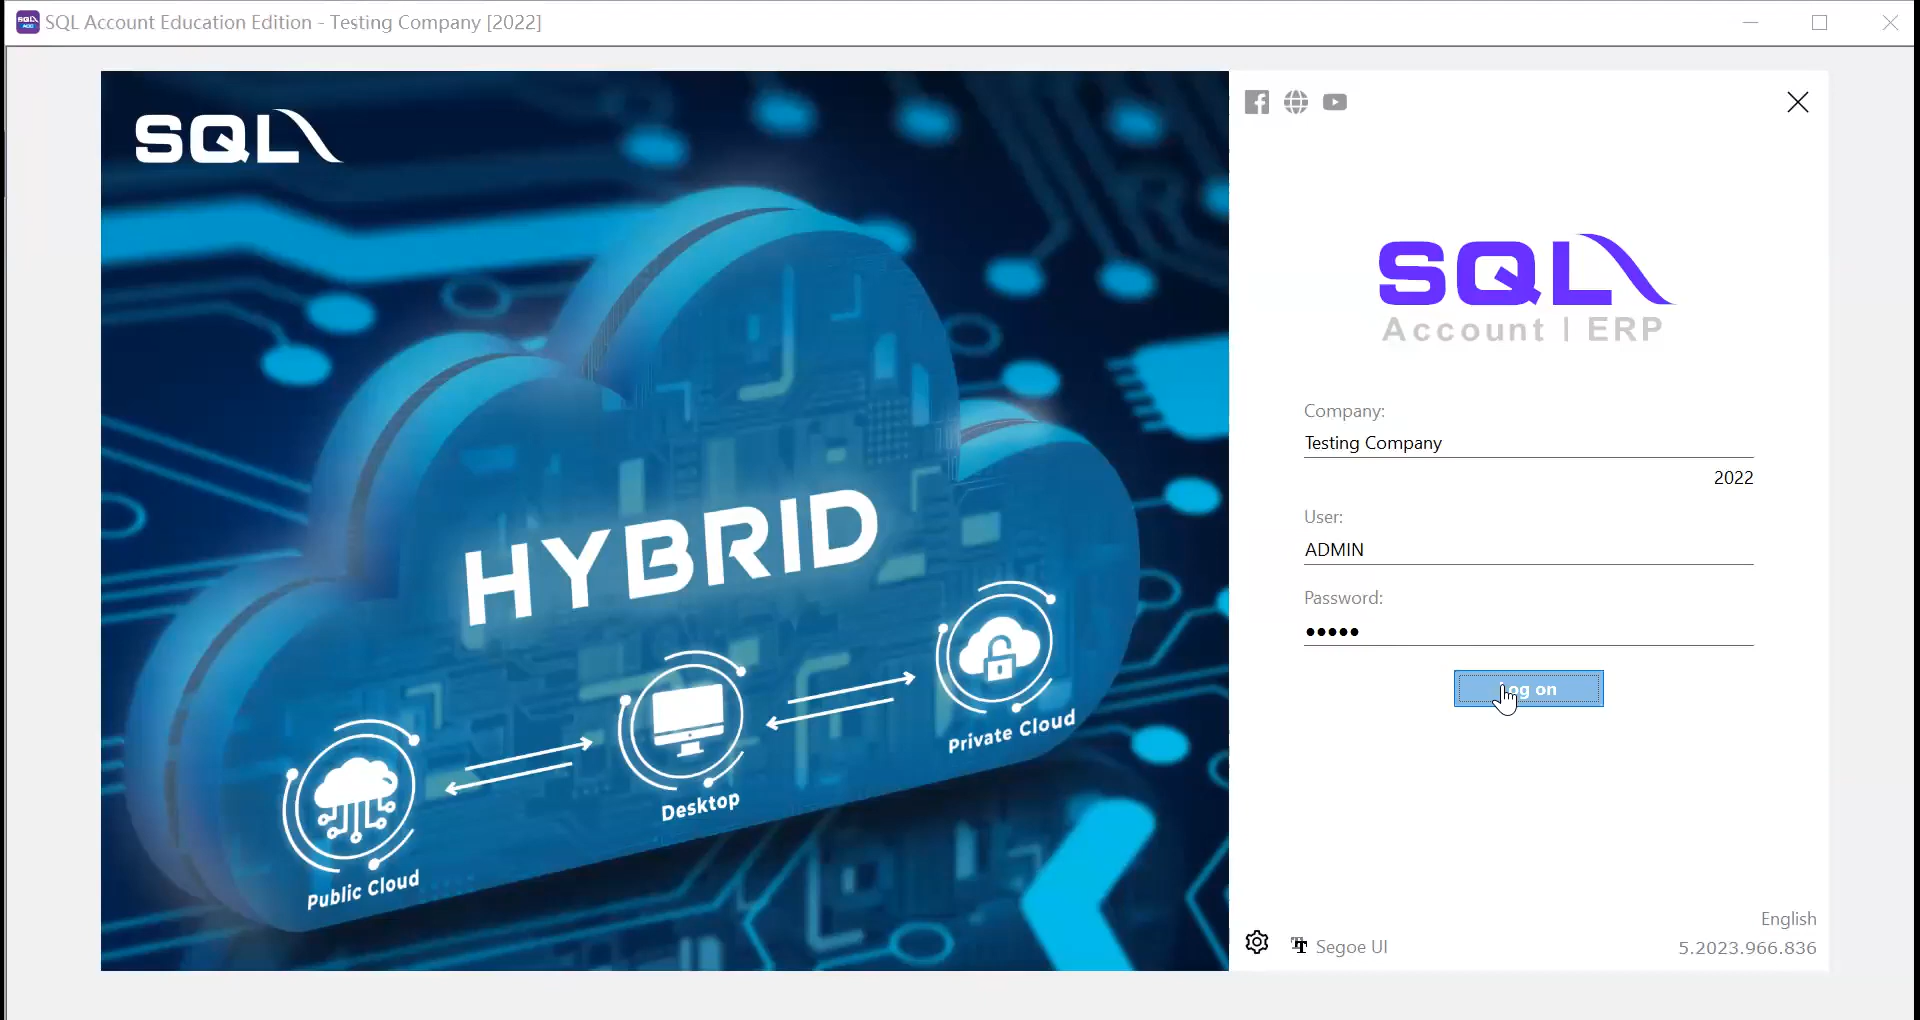 SQL Account Education Edition - Testing Company [2022]
SQL
HYBRID
Public Cloud
Desktop
Private Cloud
SQL
Account | ERP
Company:
Testing Company
2022
User:
ADMIN
Password:
•••••
Log on
English
Segoe UI
5.2023.966.836